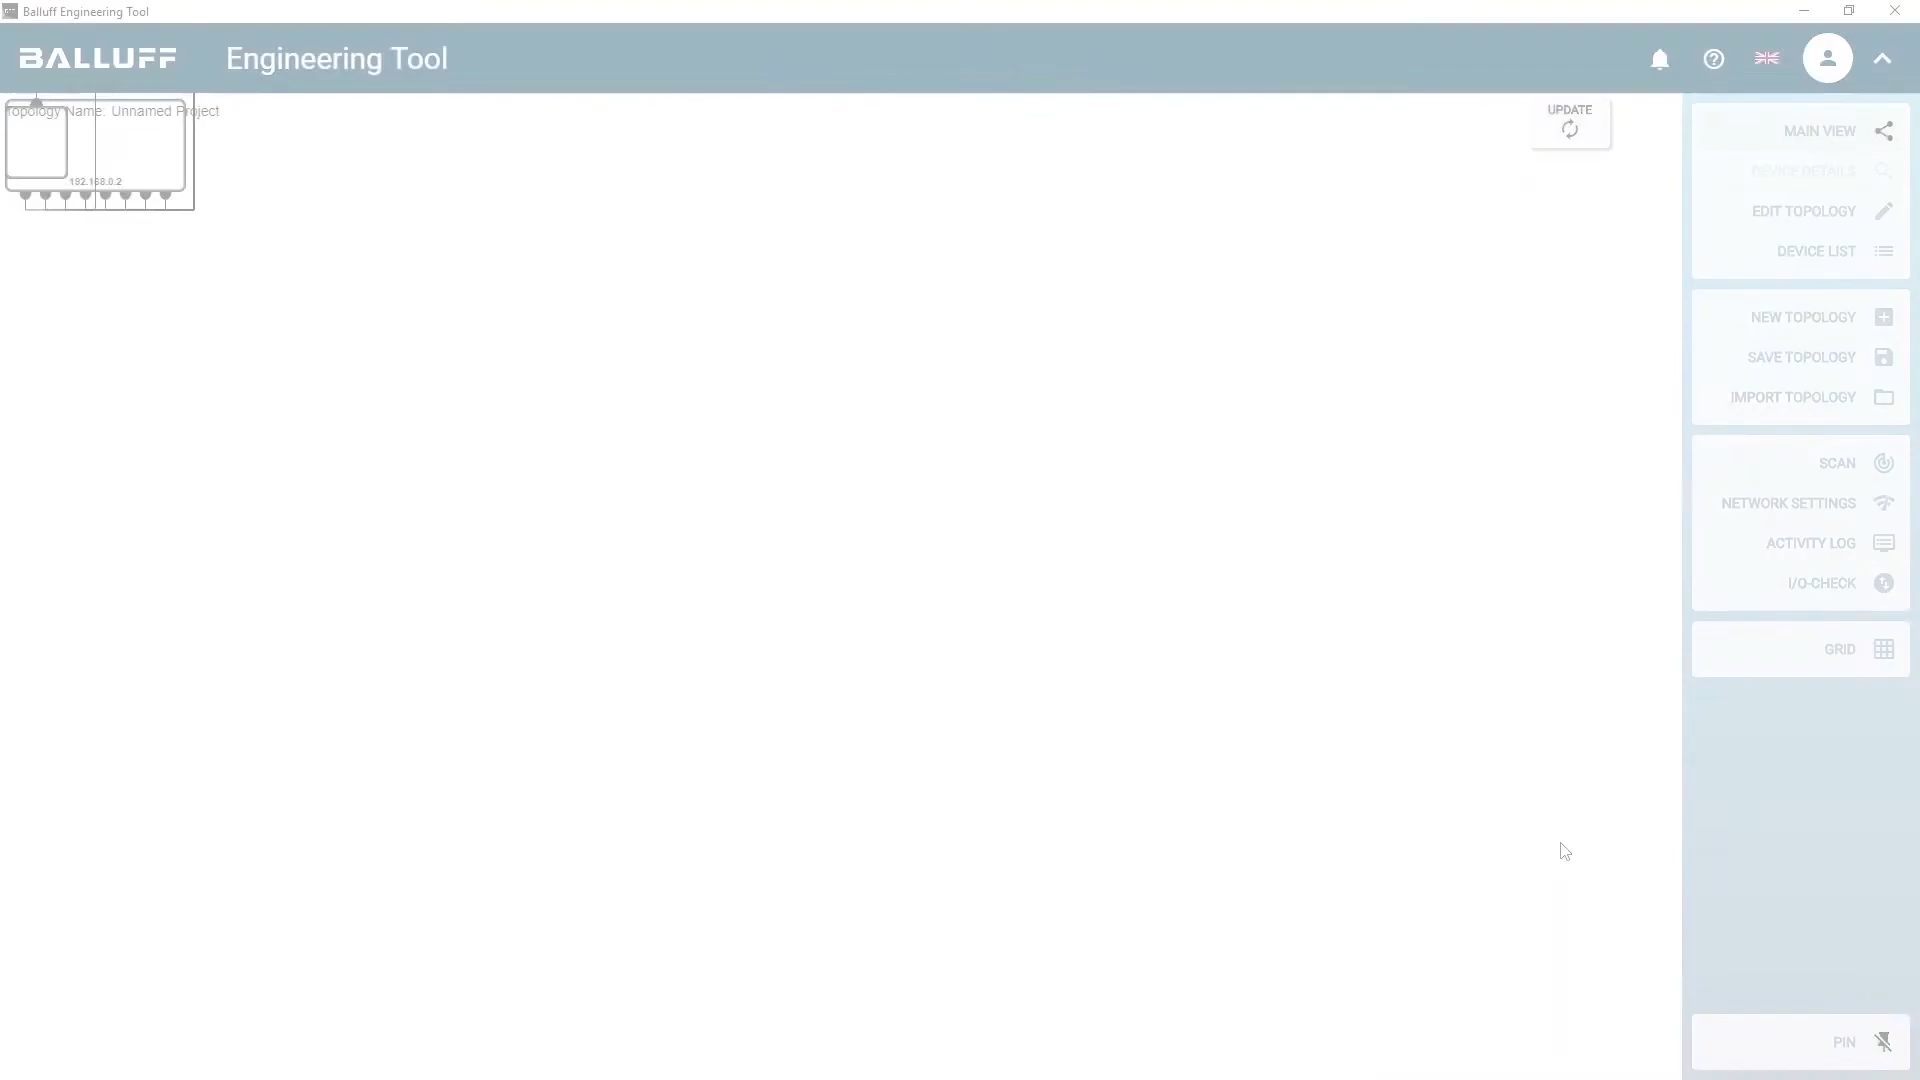 Balluff Engineering Tool
BALLUFF
Engineering Tool
Topology Name: Unnamed Project
192.168.0.2
UPDATE
MAIN VIEW
DEVICE DETAILS
EDIT TOPOLOGY
DEVICE LIST
NEW TOPOLOGY
SAVE TOPOLOGY
IMPORT TOPOLOGY
SCAN
NETWORK SETTINGS
ACTIVITY LOG
I/O-CHECK
GRID
PIN